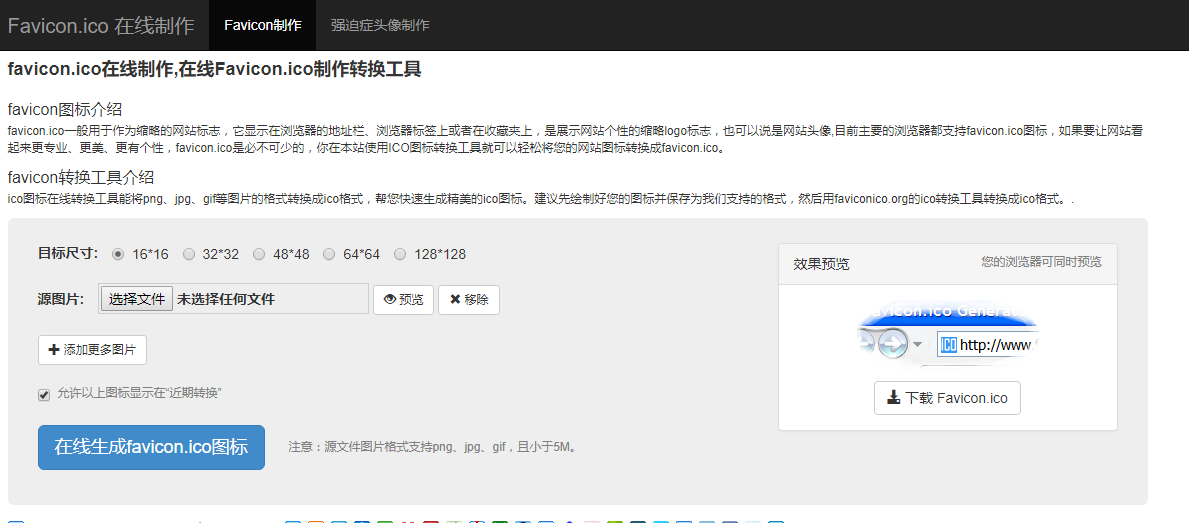 Favicon.ico 在线制作 Favicon制作 强迫症头像制作
favicon.ico在线制作,在线Favicon.ico制作转换工具
favicon图标介绍
favicon.ico一般用于作为缩略的网站标志，它显示在浏览器的地址栏、浏览器标签上或者在收藏夹上，是展示网站个性的缩略logo标志，也可以说是网站头像,目前主要的浏览器都支持favicon.ico图标，如果要让网站看
起来更专业、更美、更有个性，favicon.ico是必不可少的，你在本站使用ICO图标转换工具就可以轻松将您的网站图标转换成favicon.ico。
favicon转换工具介绍
ico图标在线转换工具能将png、jpg、gif等图片的格式转换成ico格式，帮您快速生成精美的ico图标。建议先绘制好您的图标并保存为我们支持的格式，然后用faviconico.org的ico转换工具转换成ico格式。.
目标尺寸: 16*16 32*32 48*48 64*64 128*128
源图片: 选择文件 未选择任何文件 预览 移除
添加更多图片
允许以上图标显示在“近期转换”
在线生成favicon.ico图标 注意：源文件图片格式支持png、jpg、gif，且小于5M。
效果预览 您的浏览器可同时预览
ICO http://www.
下载 Favicon.ico